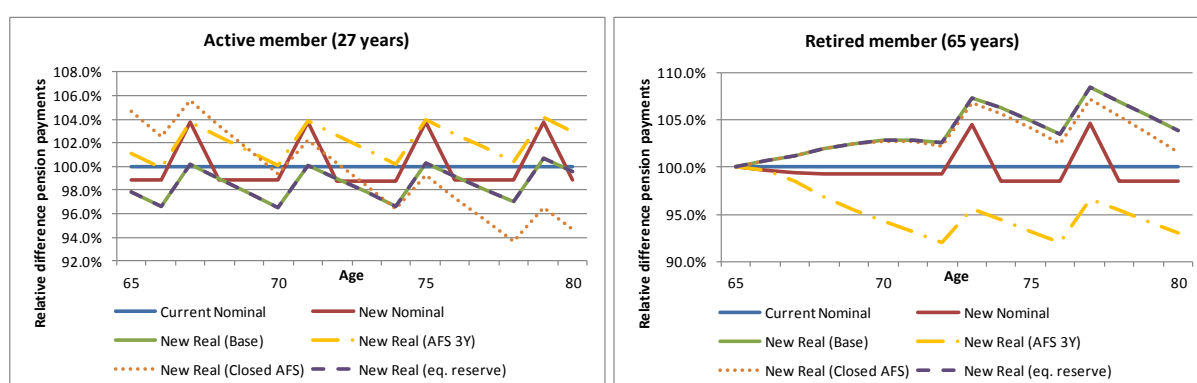 Active member (27 years)
Relative difference pension payments
108.0%
106.0%
104.0%
102.0%
100.0%
98.0%
96.0%
94.0%
92.0%
65
70
75
80
Age
Current Nominal
New Nominal
New Real (Base)
New Real (AFS 3Y)
New Real (Closed AFS)
New Real (eq. reserve)
Retired member (65 years)
Relative difference pension payments
110.0%
105.0%
100.0%
95.0%
90.0%
65
70
75
80
Age
Current Nominal
New Nominal
New Real (Base)
New Real (AFS 3Y)
New Real (Closed AFS)
New Real (eq. reserve)